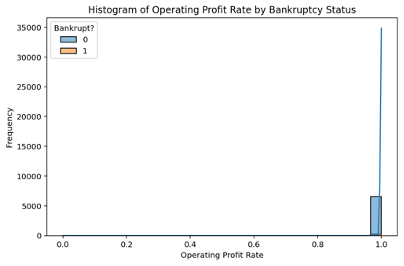 Histogram of Operating Profit Rate by Bankruptcy Status
Bankrupt?
0
1
35000
30000
25000
20000
15000
10000
5000
0
Frequency
0.0 0.2 0.4 0.6 0.8 1.0
Operating Profit Rate